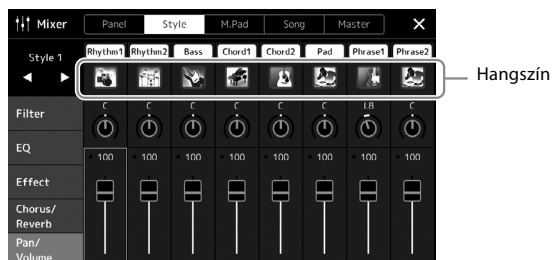 Mixer Panel Style M.Pad Song Master ×
Style 1 Rhythm1 Rhythm2 Bass Chord1 Chord2 Pad Phrase1 Phrase2
Hangszín
Filter C C C C C C L8 C
EQ 100 100 100 100 100 100 100 100
Effect
Chorus/
Reverb
Pan/
Volume